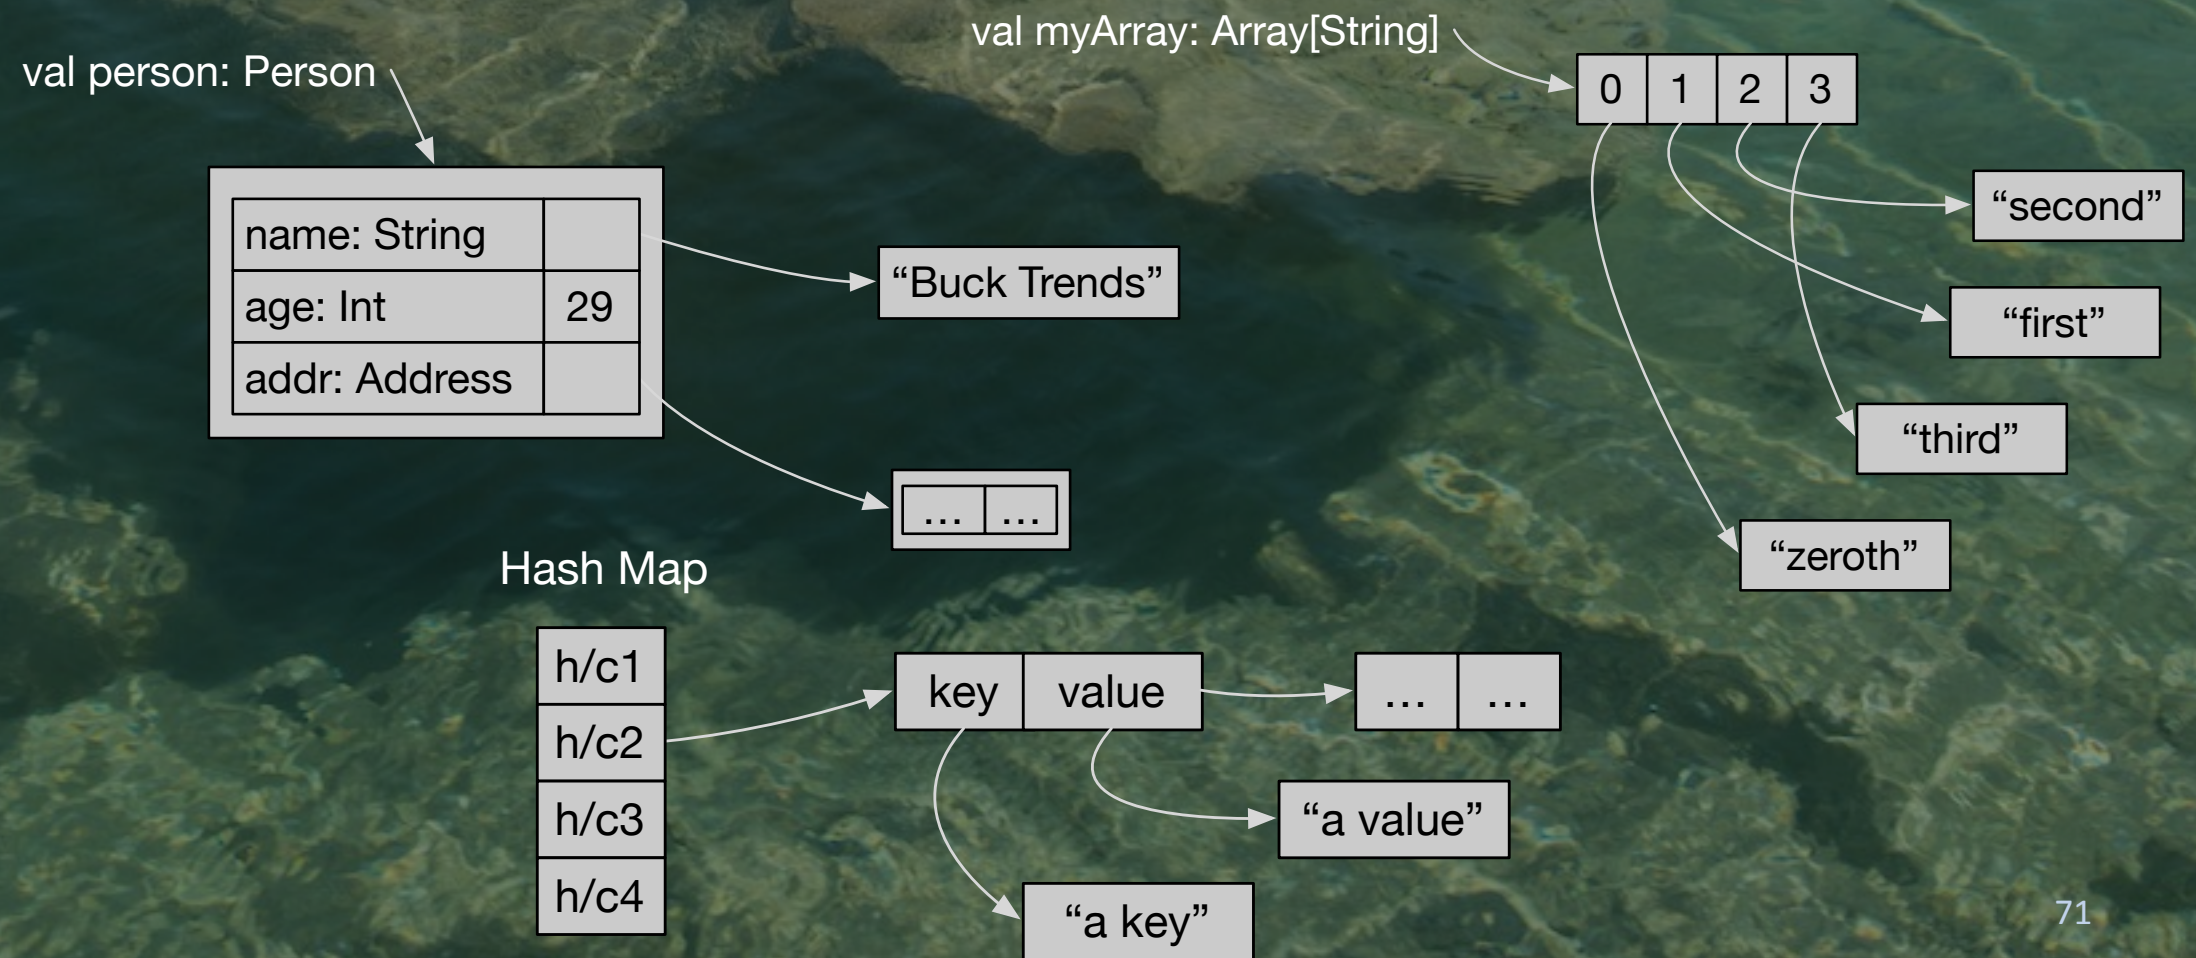 val myArray: Array[String]
val person: Person
0 1 2 3
name: String
age: Int 29
addr: Address
“Buck Trends”
... ...
“second”
“first”
“third”
“zeroth”
Hash Map
h/c1
h/c2
h/c3
h/c4
key value
... ...
“a value”
“a key”
71